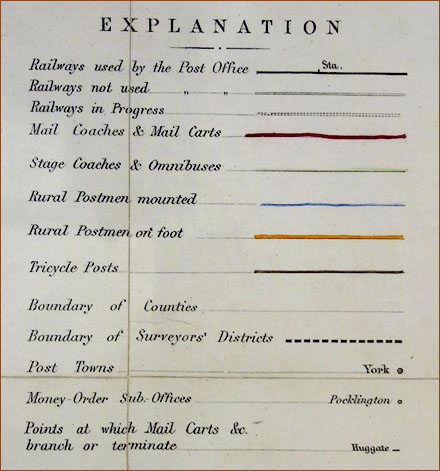 EXPLANATION
Railways used by the Post Office Sta.
Railways not used " "
Railways in Progress
Mail Coaches & Mail Carts
Stage Coaches & Omnibuses
Rural Postmen mounted
Rural Postmen on foot
Tricycle Posts
Boundary of Counties
Boundary of Surveyors' Districts
Post Towns York
Money-Order Sub-Offices Pocklington
Points at which Mail Carts &c.
branch or terminate Huggate